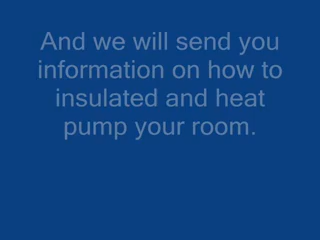 And we will send you
information on how to
insulated and heat
pump your room.